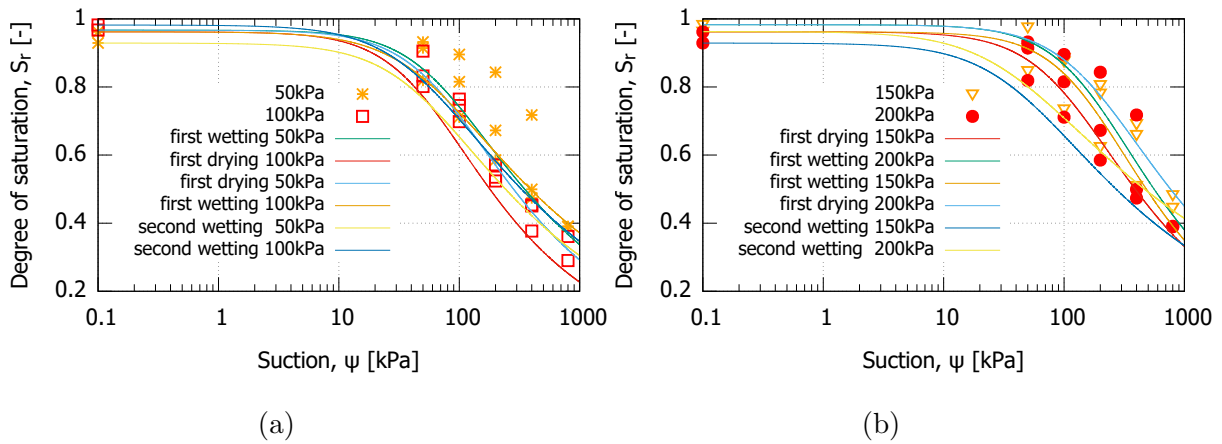 1
0.8
0.6
0.4
0.2
0.1
1
10
100
1000
Degree of saturation, Sr [-]
Suction, ψ [kPa]
50kPa
100kPa
first wetting 50kPa
first drying 100kPa
first drying 50kPa
first wetting 100kPa
second wetting 50kPa
second wetting 100kPa
(a)
1
0.8
0.6
0.4
0.2
0.1
1
10
100
1000
Degree of saturation, Sr [-]
Suction, ψ [kPa]
150kPa
200kPa
first drying 150kPa
first wetting 200kPa
first wetting 150kPa
first drying 200kPa
second wetting 150kPa
second wetting 200kPa
(b)